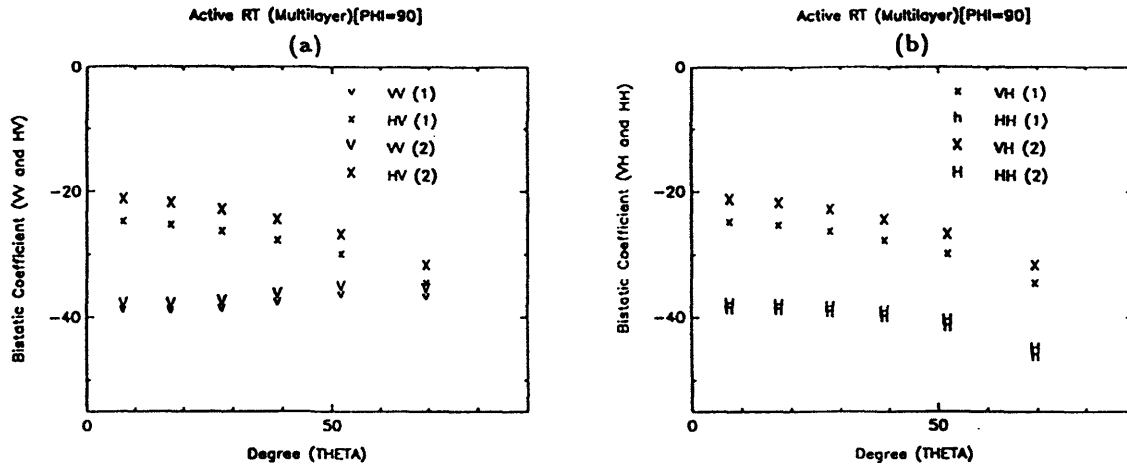 Active RT (Multilayer)[PHI=90]
(a)
0
-20
-40
0
50
Bistatic Coefficient (VV and HV)
Degree (THETA)
v VV (1)
x HV (1)
V VV (2)
X HV (2)
Active RT (Multilayer)[PHI=90]
(b)
0
-20
-40
0
50
Bistatic Coefficient (VH and HH)
Degree (THETA)
x VH (1)
h HH (1)
X VH (2)
H HH (2)